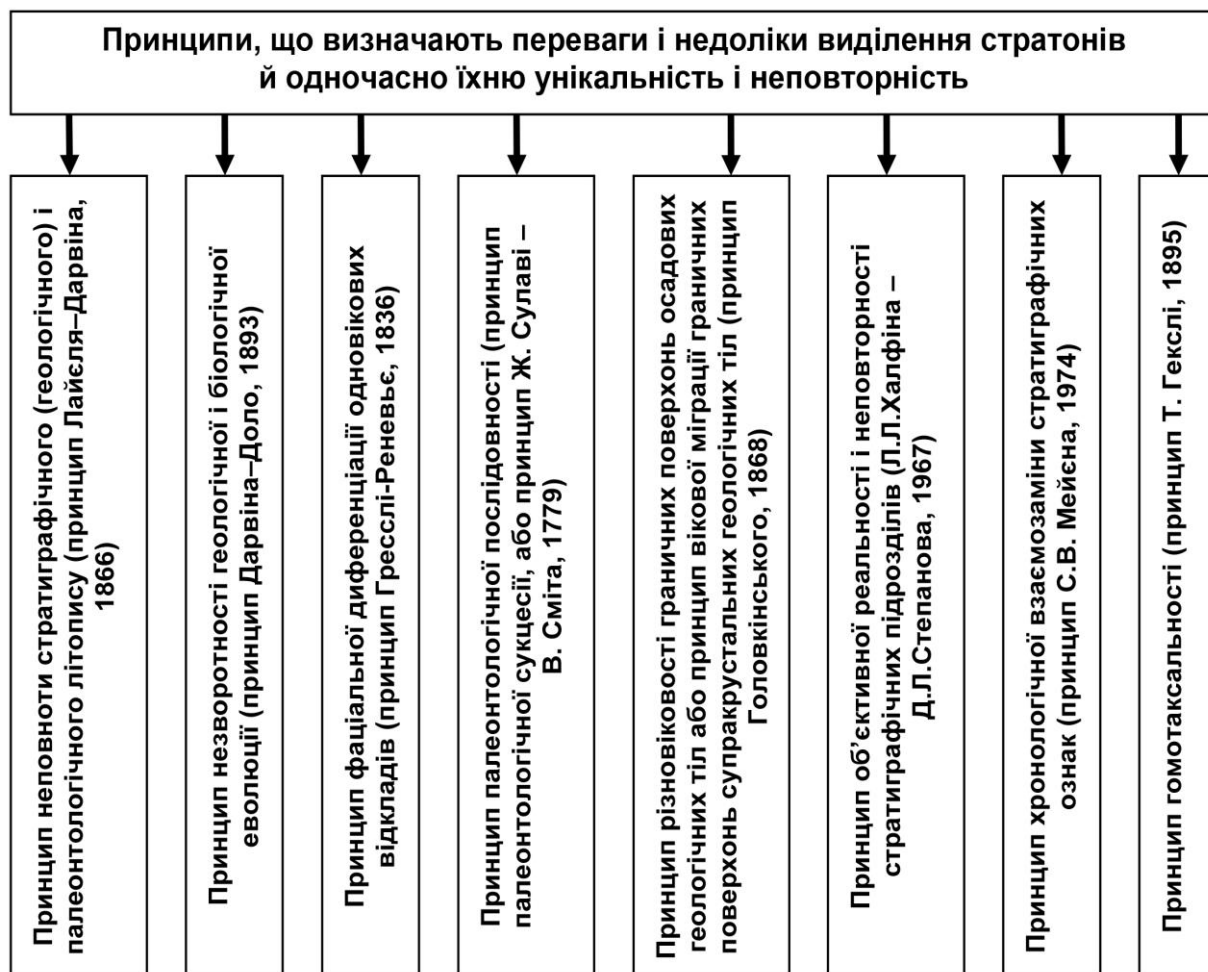 Принципи, що визначають переваги і недоліки виділення стратонів
й одночасно їхню унікальність і неповторність
Принцип неповноти стратиграфічного (геологічного) і
палеонтологічного літопису (принцип Лайєля–Дарвіна,
1866)
Принцип незворотності геологічної і біологічної
еволюції (принцип Дарвіна–Доло, 1893)
Принцип фаціальної диференціації одновікових
відкладів (принцип Гресслі-Реневьє, 1836)
Принцип палеонтологічної послідовності (принцип
палеонтологічної сукцесії, або принцип Ж. Сулаві –
В. Сміта, 1779)
Принцип різновіковості граничних поверхонь осадових
геологічних тіл або принцип вікової міграції граничних
поверхонь супракрустальних геологічних тіл (принцип
Головкінського, 1868)
Принцип об’єктивної реальності і неповторності
стратиграфічних підрозділів (Л.Л.Халфіна –
Д.Л.Степанова, 1967)
Принцип хронологічної взаємозаміни стратиграфічних
ознак (принцип С.В. Мейєна, 1974)
Принцип гомотаксальності (принцип Т. Гекслі, 1895)